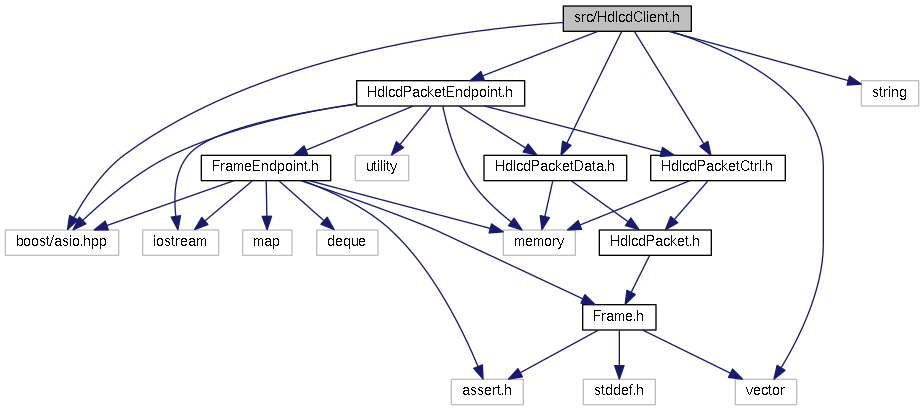 src/HdlcdClient.h
HdlcdPacketEndpoint.h
string
FrameEndpoint.h
utility
HdlcdPacketData.h
HdlcdPacketCtrl.h
boost/asio.hpp
iostream
map
deque
memory
HdlcdPacket.h
Frame.h
assert.h
stddef.h
vector